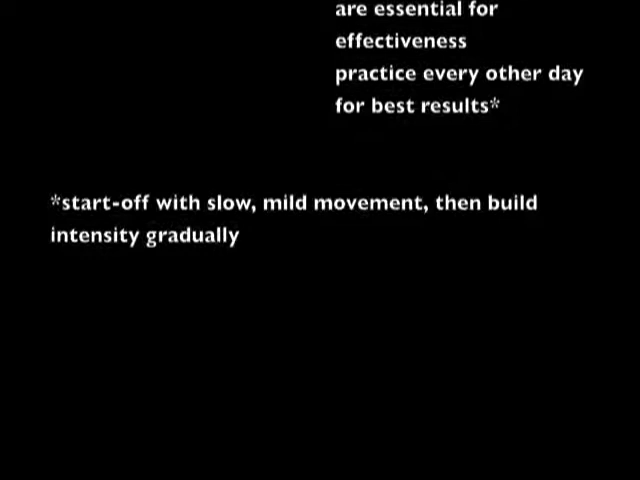 are essential for
effectiveness
practice every other day
for best results*
*start-off with slow, mild movement, then build
intensity gradually